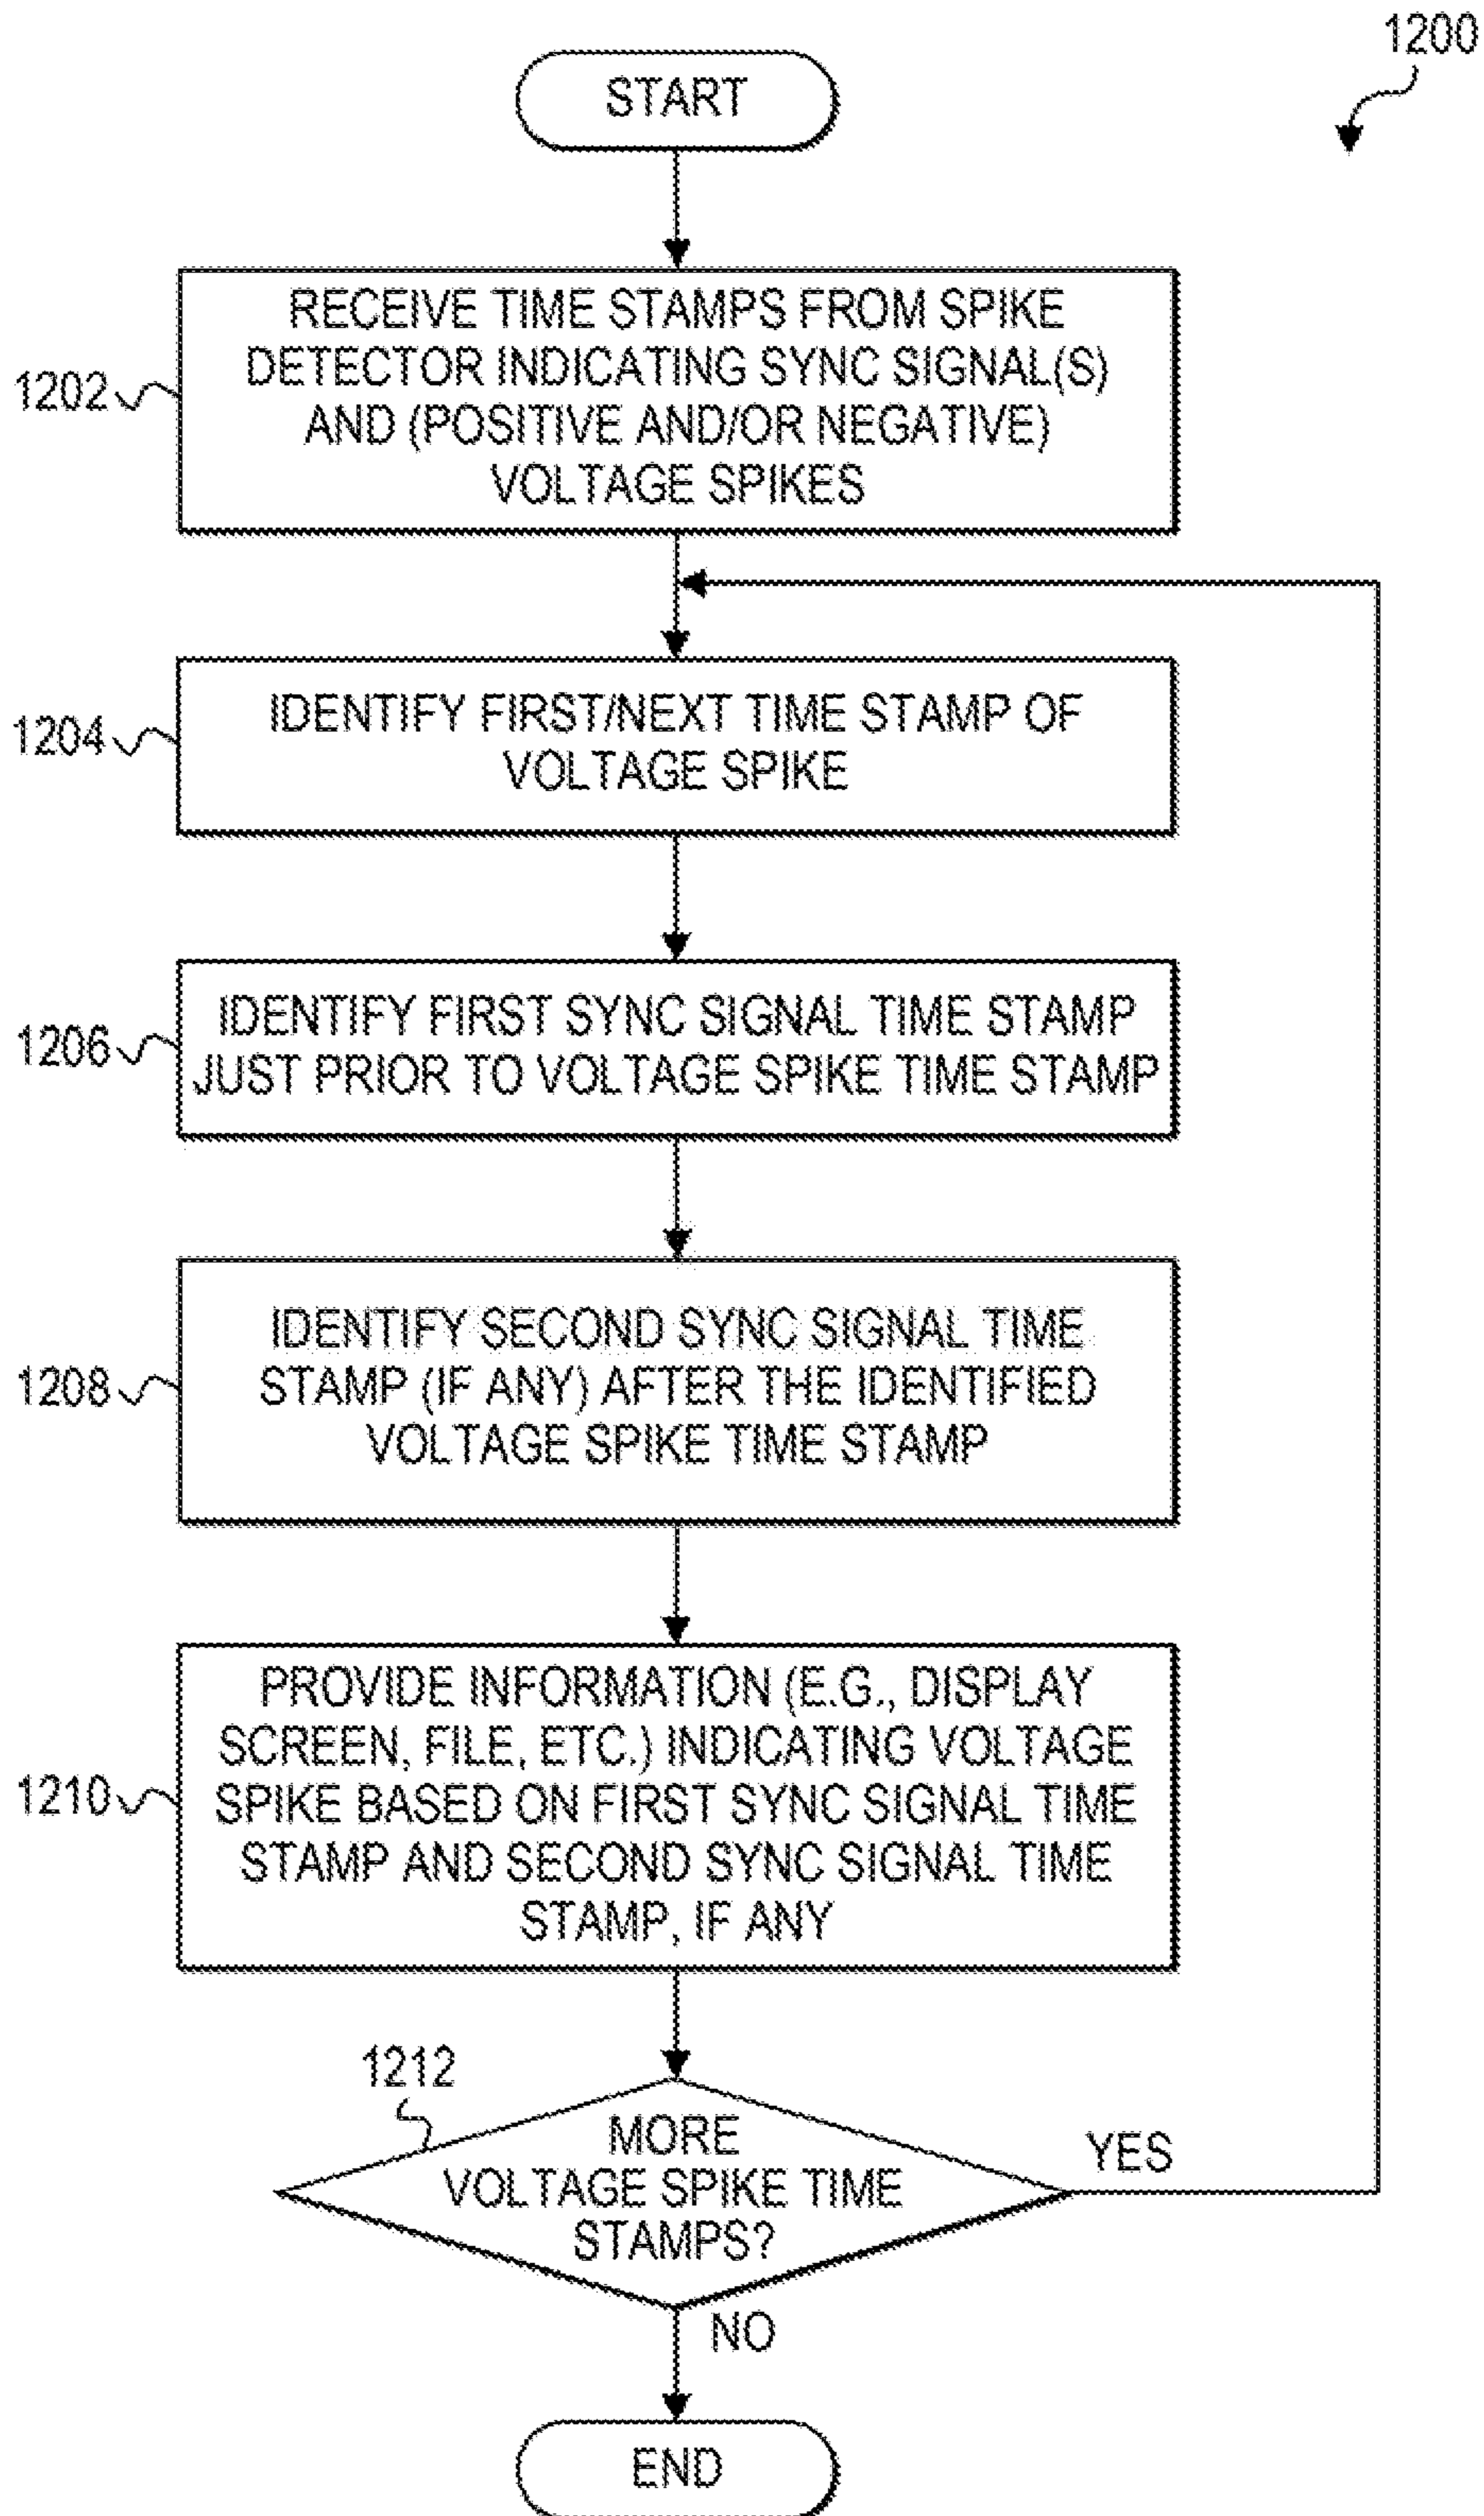 1200
START
1202
RECEIVE TIME STAMPS FROM SPIKE
DETECTOR INDICATING SYNC SIGNAL(S)
AND (POSITIVE AND/OR NEGATIVE)
VOLTAGE SPIKES
1204
IDENTIFY FIRST/NEXT TIME STAMP OF
VOLTAGE SPIKE
1206
IDENTIFY FIRST SYNC SIGNAL TIME STAMP
JUST PRIOR TO VOLTAGE SPIKE TIME STAMP
1208
IDENTIFY SECOND SYNC SIGNAL TIME
STAMP (IF ANY) AFTER THE IDENTIFIED
VOLTAGE SPIKE TIME STAMP
1210
PROVIDE INFORMATION (E.G., DISPLAY
SCREEN, FILE, ETC.) INDICATING VOLTAGE
SPIKE BASED ON FIRST SYNC SIGNAL TIME
STAMP AND SECOND SYNC SIGNAL TIME
STAMP, IF ANY
1212
MORE
VOLTAGE SPIKE TIME
STAMPS?
YES
NO
END